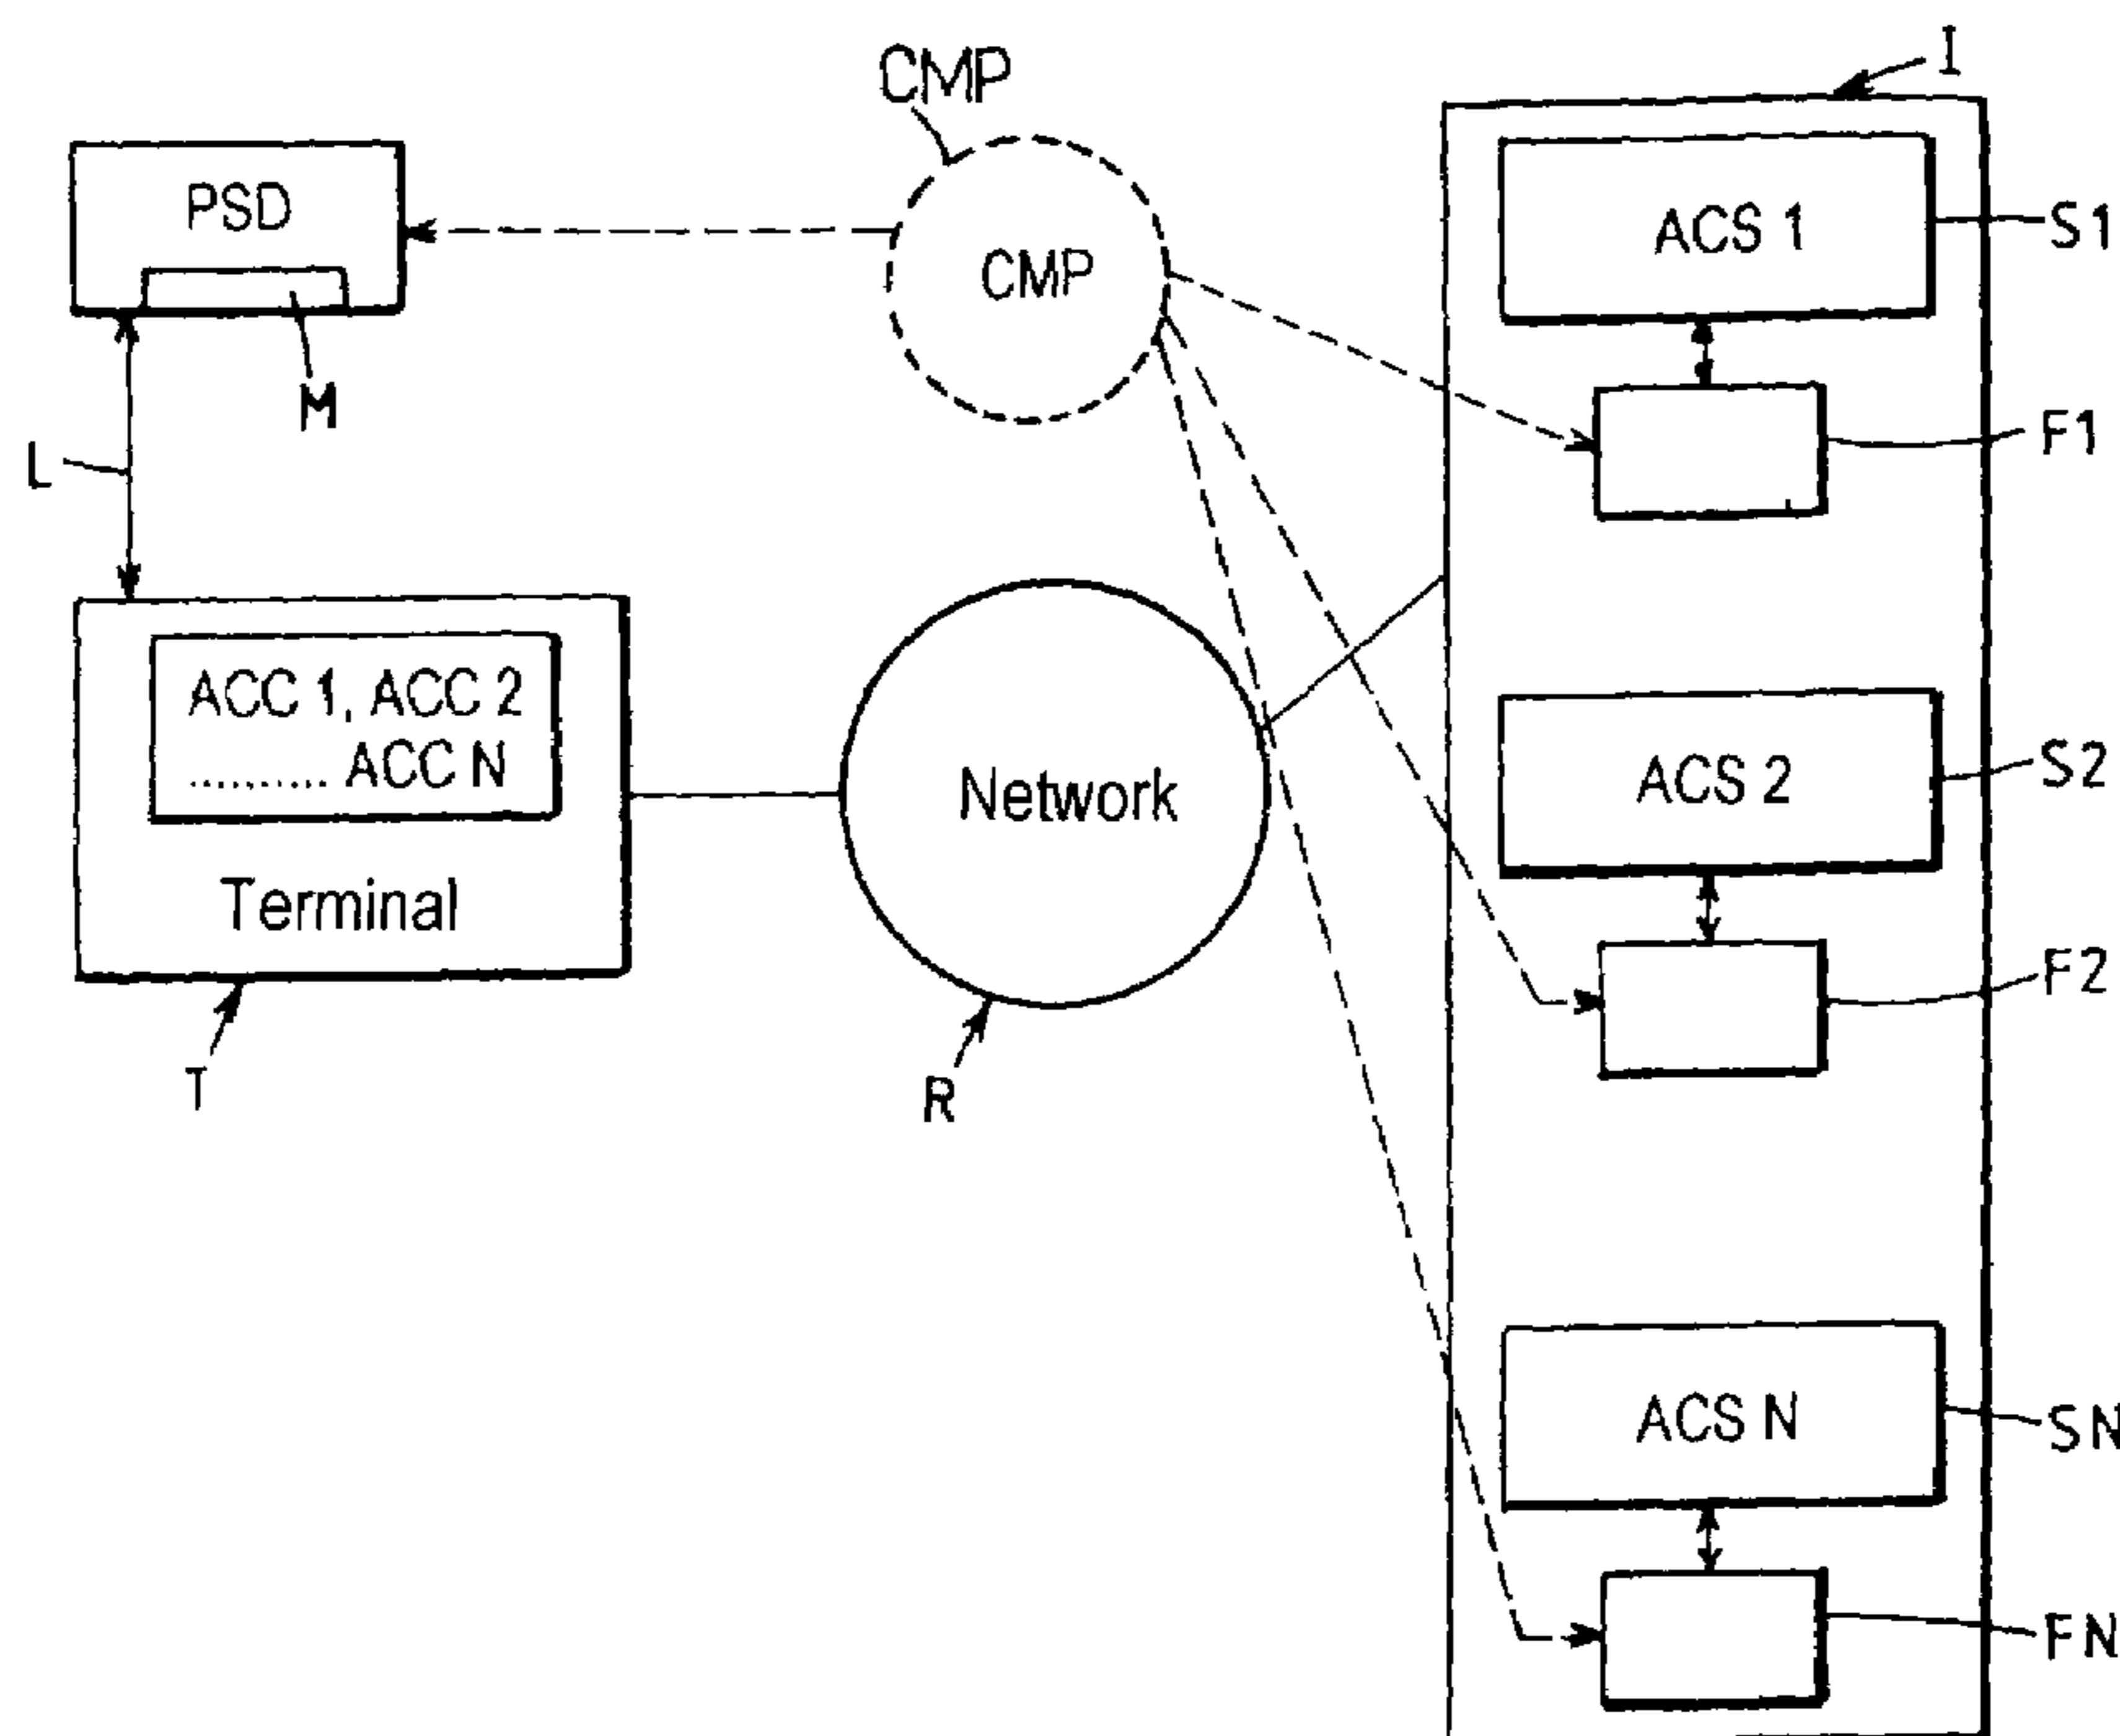 CMP
I
PSD
ACS 1
S1
CMP
M
F1
L
ACC 1, ACC 2
......... ACC N
Network
ACS 2
S2
Terminal
F2
T
R
ACS N
SN
FN